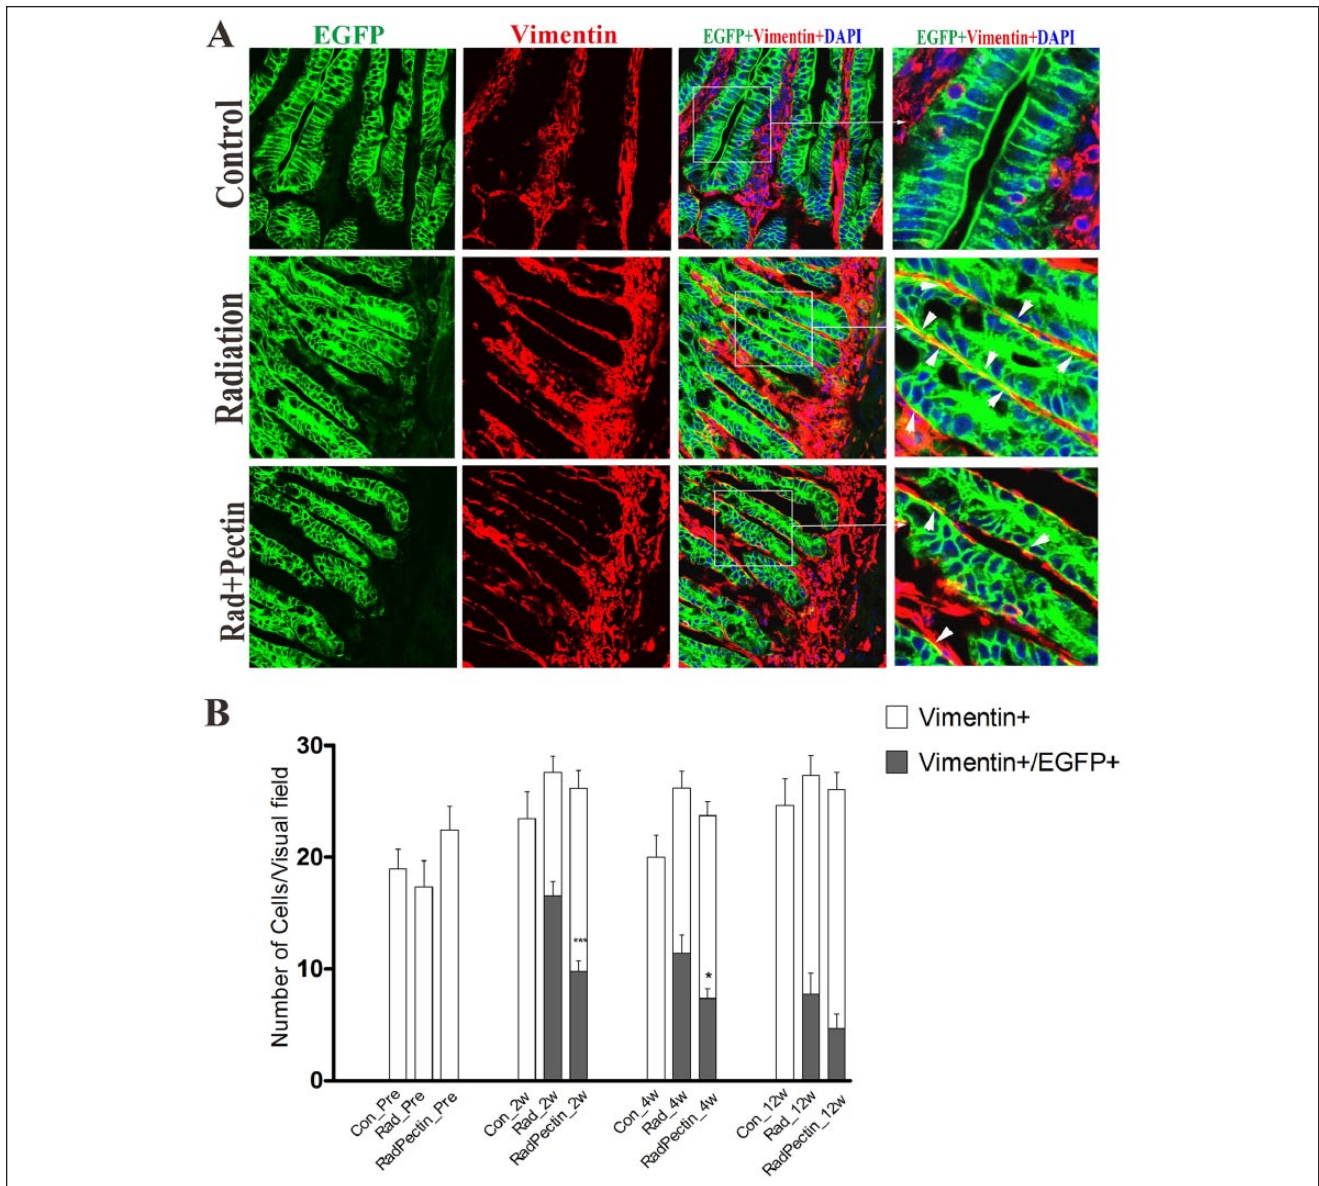 A
EGFP
Vimentin
EGFP+Vimentin+DAPI
EGFP+Vimentin+DAPI
Control
Radiation
Rad+Pectin
B
Vimentin+
Vimentin+/EGFP+
Number of Cells/Visual field
30
20
10
0
***
*
Con_Pre
Rad_Pre
RadPectin_Pre
Con_2w
Rad_2w
RadPectin_2w
Con_4w
Rad_4w
RadPectin_4w
Con_12w
Rad_12w
RadPectin_12w